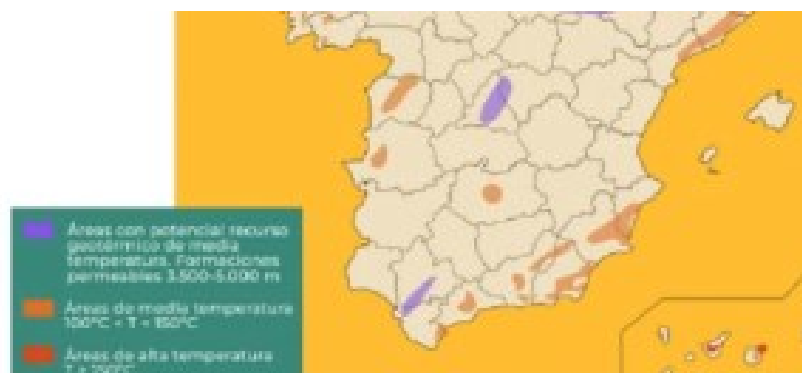 Áreas con potencial recurso
geotérmico de media
temperatura. Formaciones
permeables 3.500-5.000 m
Áreas de media temperatura
100ºC < T < 150ºC
Áreas de alta temperatura
T > 150ºC